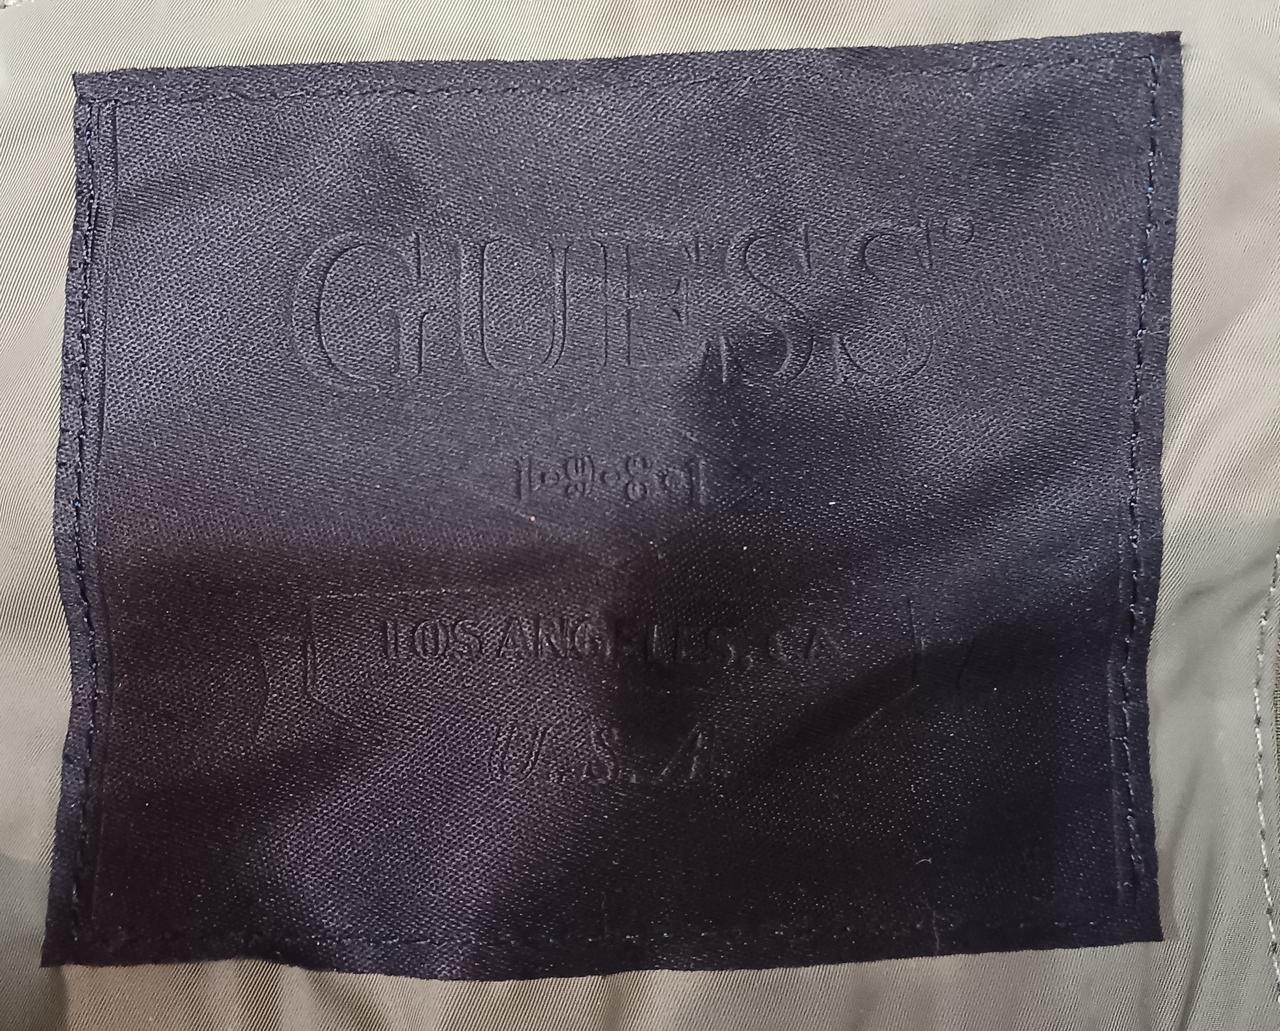 GUESS®
1981
LOS ANGELES, CA
U.S.A.